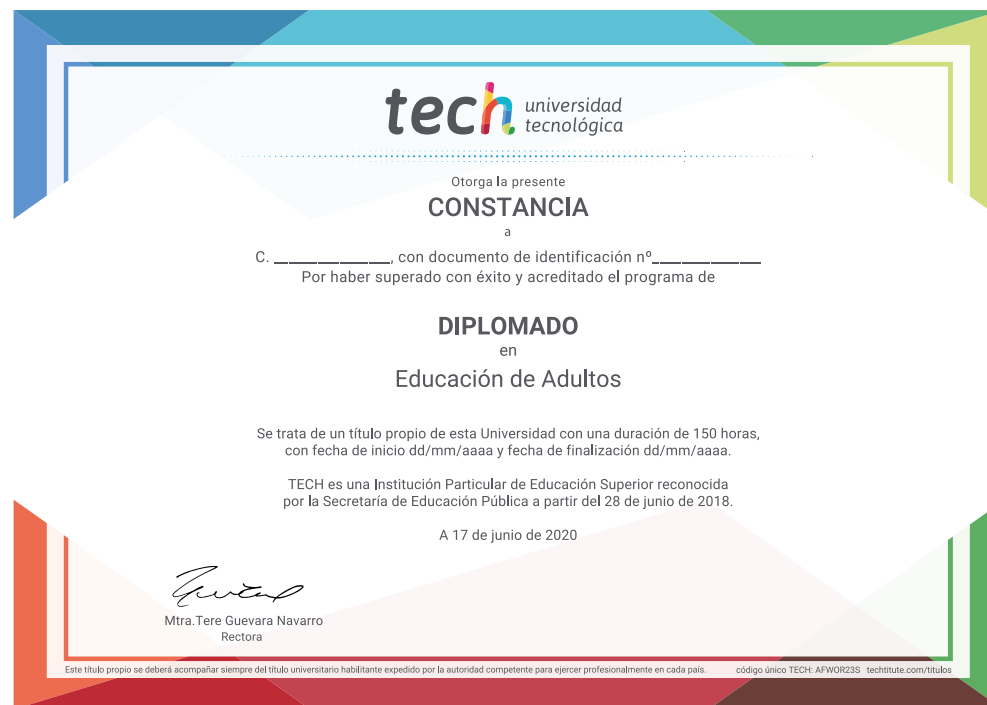 tech universidad
tecnológica
Otorga la presente
CONSTANCIA
a
C. ______________, con documento de identificación nº_____________
Por haber superado con éxito y acreditado el programa de
DIPLOMADO
en
Educación de Adultos
Se trata de un título propio de esta Universidad con una duración de 150 horas,
con fecha de inicio dd/mm/aaaa y fecha de finalización dd/mm/aaaa.
TECH es una Institución Particular de Educación Superior reconocida
por la Secretaría de Educación Pública a partir del 28 de junio de 2018.
A 17 de junio de 2020
Mtra.Tere Guevara Navarro
Rectora
Este título propio se deberá acompañar siempre del título universitario habilitante expedido por la autoridad competente para ejercer profesionalmente en cada país. código único TECH: AFWOR23S techtitute.com/titulos